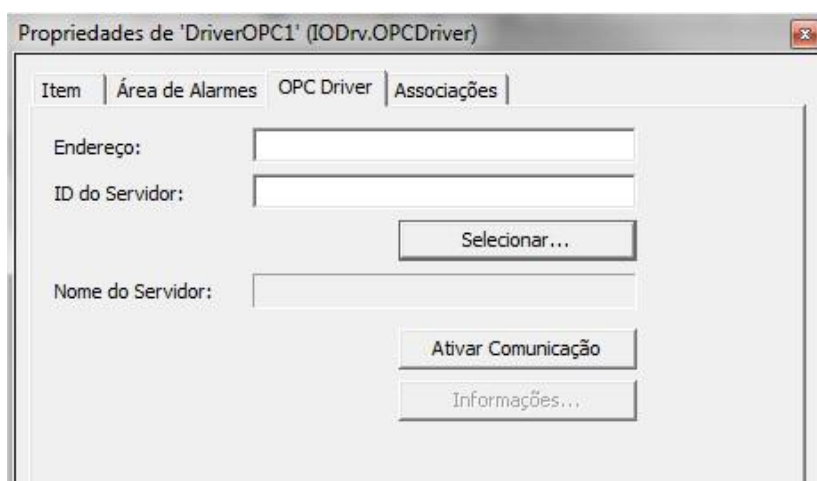 Propriedades de 'DriverOPC1' (IODrv.OPCDriver)
Item Área de Alarmes OPC Driver Associações
Endereço:
ID do Servidor:
Selecionar...
Nome do Servidor:
Ativar Comunicação
Informações...